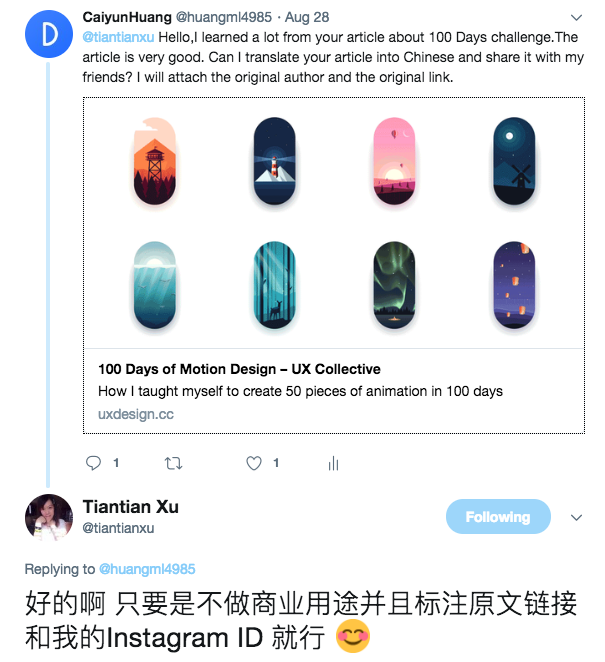 CaiyunHuang @huangml4985 · Aug 28
@tiantianxu Hello,I learned a lot from your article about 100 Days challenge.The
article is very good. Can I translate your article into Chinese and share it with my
friends? I will attach the original author and the original link.
100 Days of Motion Design – UX Collective
How I taught myself to create 50 pieces of animation in 100 days
uxdesign.cc
1
1
Tiantian Xu
@tiantianxu
Following
Replying to @huangml4985
好的啊 只要是不做商业用途并且标注原文链接
和我的Instagram ID 就行 😊
D